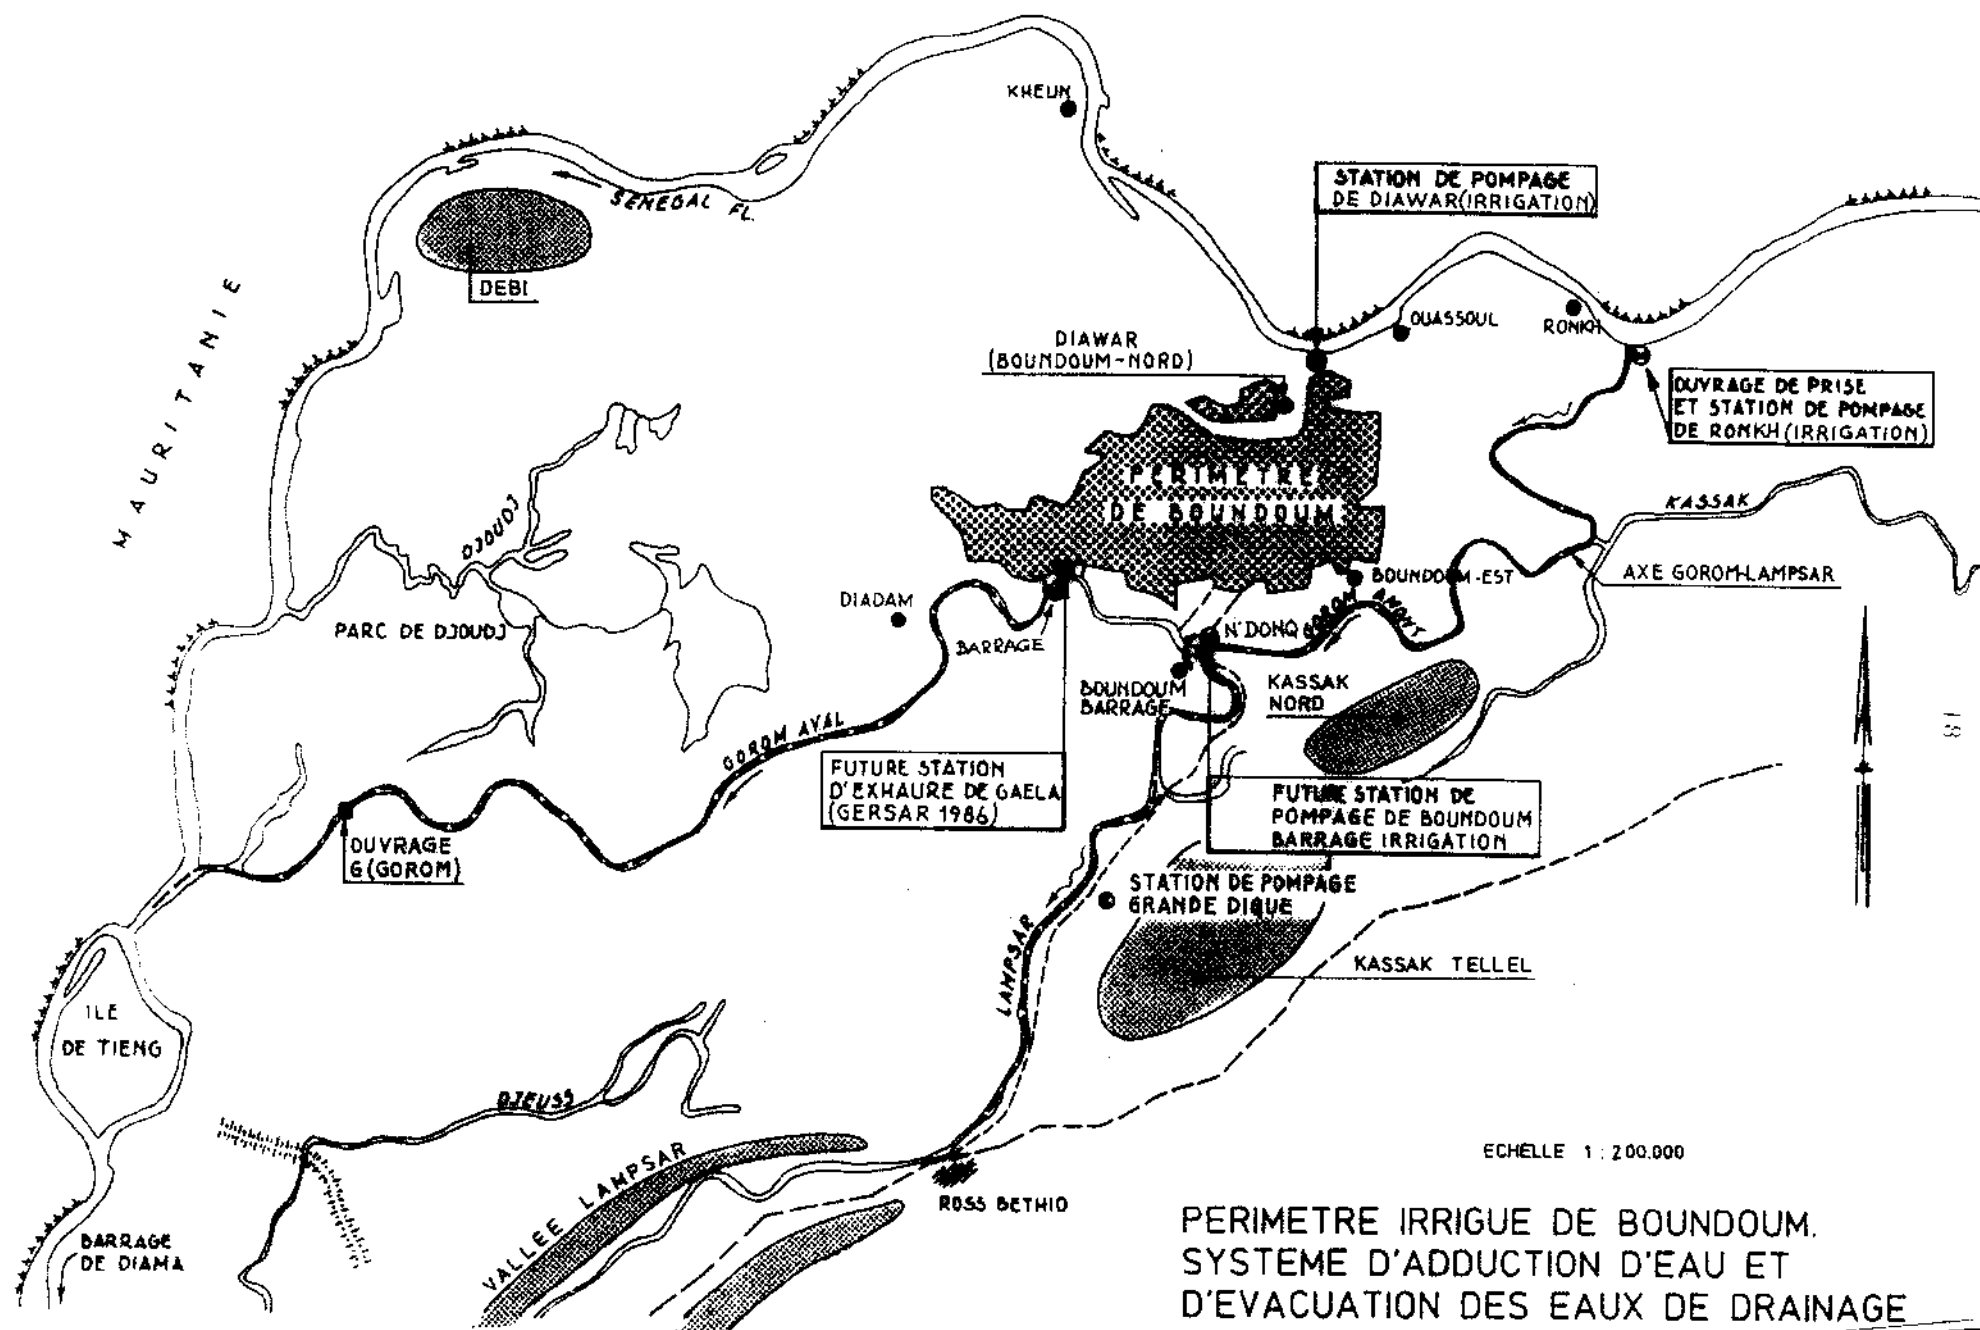 KHEUN
STATION DE POMPAGE
DE DIAWAR(IRRIGATION)
SENEGAL FL.
DEBI
MAURITANIE
DIAWAR
(BOUNDOUM-NORD)
OUASSOUL
RONKH
OUVRAGE DE PRISE
ET STATION DE POMPAGE
DE RONKH(IRRIGATION)
PERIMETRE
DE BOUNDOUM
KASSAK
DJOUDJ
AXE GOROM-LAMPSAR
BOUNDOUM-EST
DIADAM
PARC DE DJOUDJ
BARRAGE
N'DONQ
GOROM AMONT
BOUNDOUM
BARRAGE
KASSAK
NORD
GOROM AVAL
18
FUTURE STATION
D'EXHAURE DE GAELA
(GERSAR 1986)
FUTURE STATION DE
POMPAGE DE BOUNDOUM
BARRAGE IRRIGATION
OUVRAGE
G(GOROM)
STATION DE POMPAGE
GRANDE DIQUE
LAMPSAR
KASSAK TELLEL
ILE
DE TIENG
DJEUSS
VALLEE LAMPSAR
ROSS BETHIO
BARRAGE
DE DIAMA
ECHELLE 1 : 200.000
PERIMETRE IRRIGUE DE BOUNDOUM.
SYSTEME D'ADDUCTION D'EAU ET
D'EVACUATION DES EAUX DE DRAINAGE